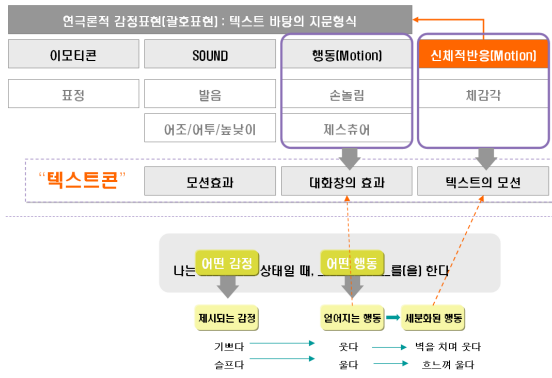 연극론적 감정표현(괄호표현) : 텍스트 바탕의 지문형식
이모티콘 SOUND 행동(Motion) 신체적반응(Motion)
표정 발음 손놀림 체감각
어조/어투/높낮이 제스츄어
“텍스트콘” 모션효과 대화창의 효과 텍스트의 모션
나는 어떤 감정 상태일 때, 어떤 행동 를(을) 한다
제시되는 감정 얻어지는 행동 세분화된 행동
기쁘다 웃다 벽을 치며 웃다
슬프다 울다 흐느껴 울다